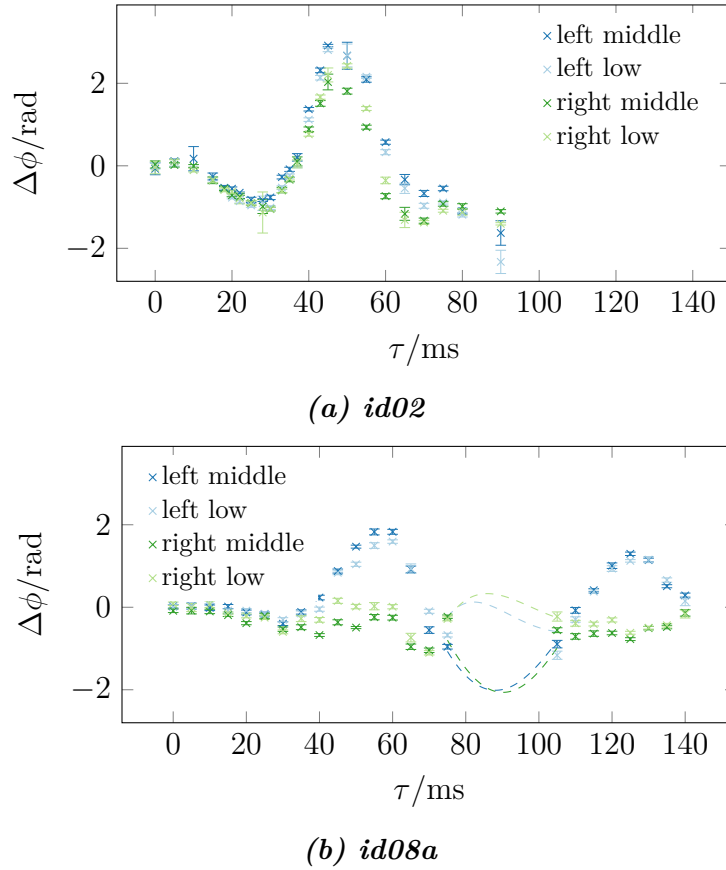 2
0
−2
Δϕ/rad
× left middle
× left low
× right middle
× right low
0 20 40 60 80 100 120 140
τ/ms
(a) id02
2
0
−2
Δϕ/rad
× left middle
× left low
× right middle
× right low
0 20 40 60 80 100 120 140
τ/ms
(b) id08a